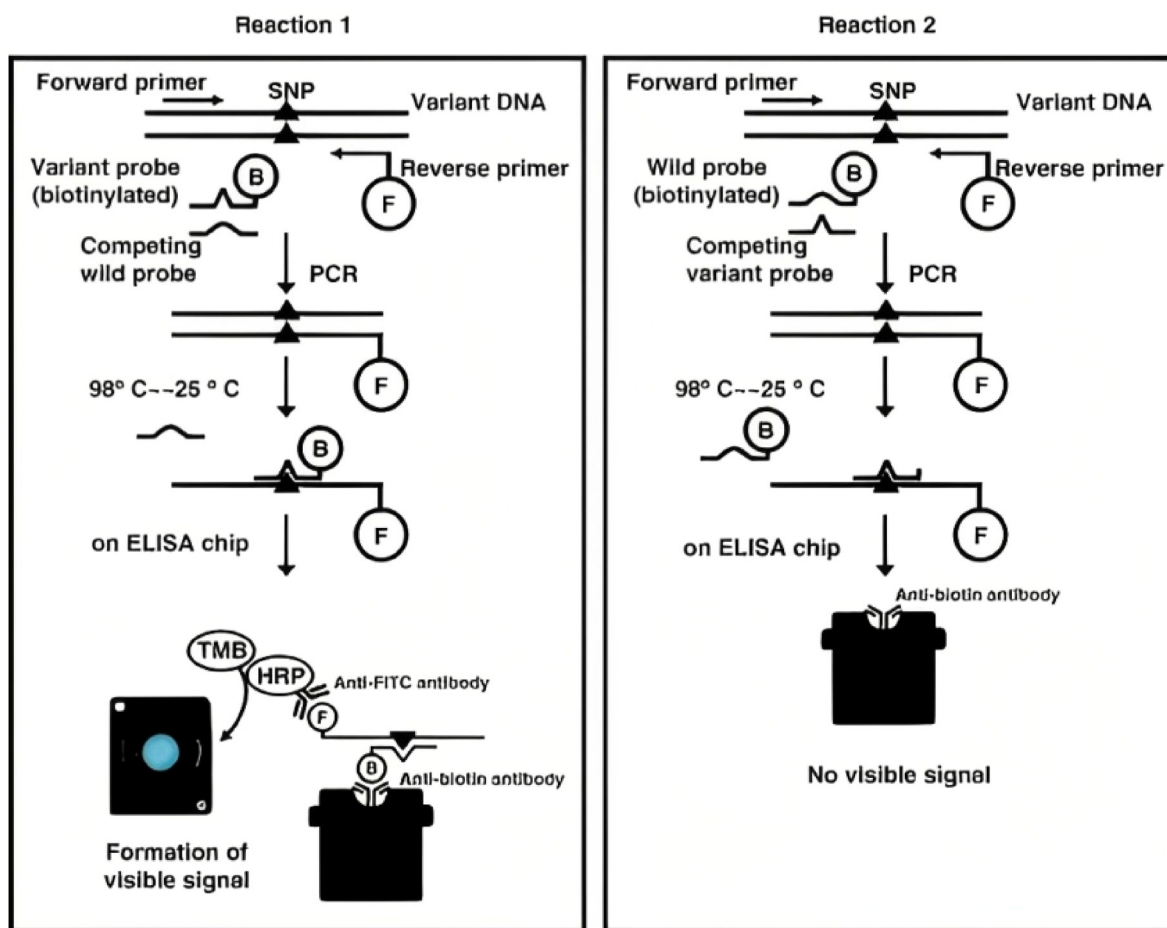 Reaction 1
Forward primer
SNP
Variant DNA
Variant probe
(biotinylated)
B
Reverse primer
F
Competing
wild probe
PCR
F
98° C~~25 ° C
B
F
on ELISA chip
TMB
HRP
Anti-FITC antibody
F
B
Anti-biotin antibody
Formation of
visible signal
Reaction 2
Forward primer
SNP
Variant DNA
Wild probe
(biotinylated)
B
Reverse primer
F
Competing
variant probe
PCR
F
98° C~~25 ° C
B
F
on ELISA chip
Anti-biotin antibody
No visible signal